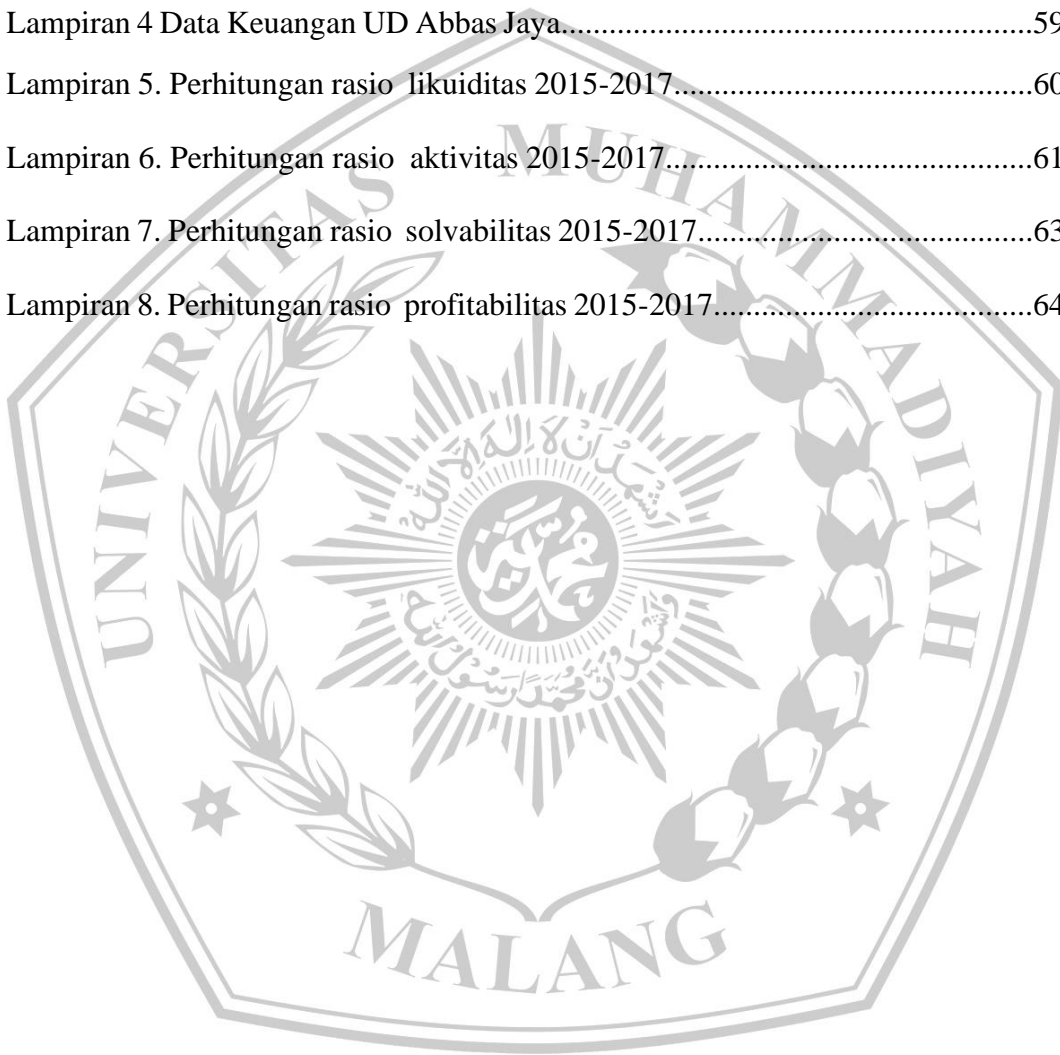 Lampiran 4 Data Keuangan UD Abbas Jaya......................................................59
Lampiran 5. Perhitungan rasio likuiditas 2015-2017.........................................60
Lampiran 6. Perhitungan rasio aktivitas 2015-2017..........................................61
Lampiran 7. Perhitungan rasio solvabilitas 2015-2017......................................63
Lampiran 8. Perhitungan rasio profitabilitas 2015-2017....................................64
UNIVERSITAS MUHAMMADIYAH
MALANG